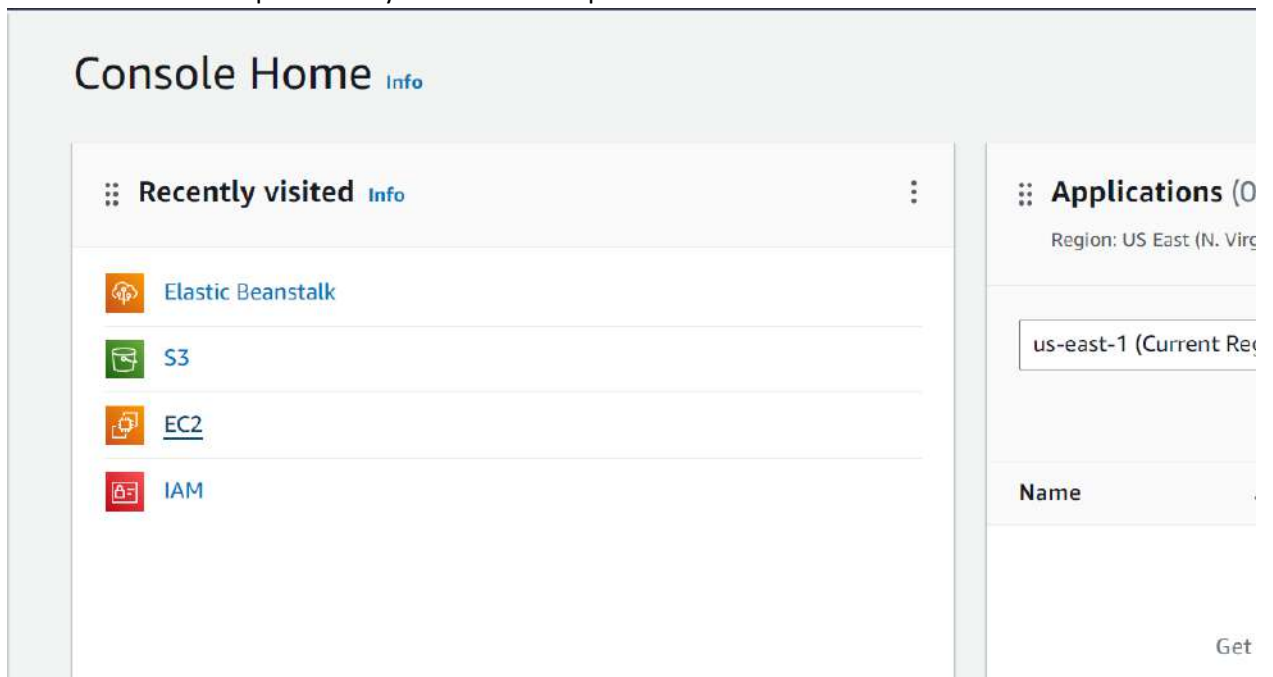 Console Home Info
Recently visited Info
Elastic Beanstalk
S3
EC2
IAM
Applications (0
Region: US East (N. Virg
us-east-1 (Current Reg
Name
Get